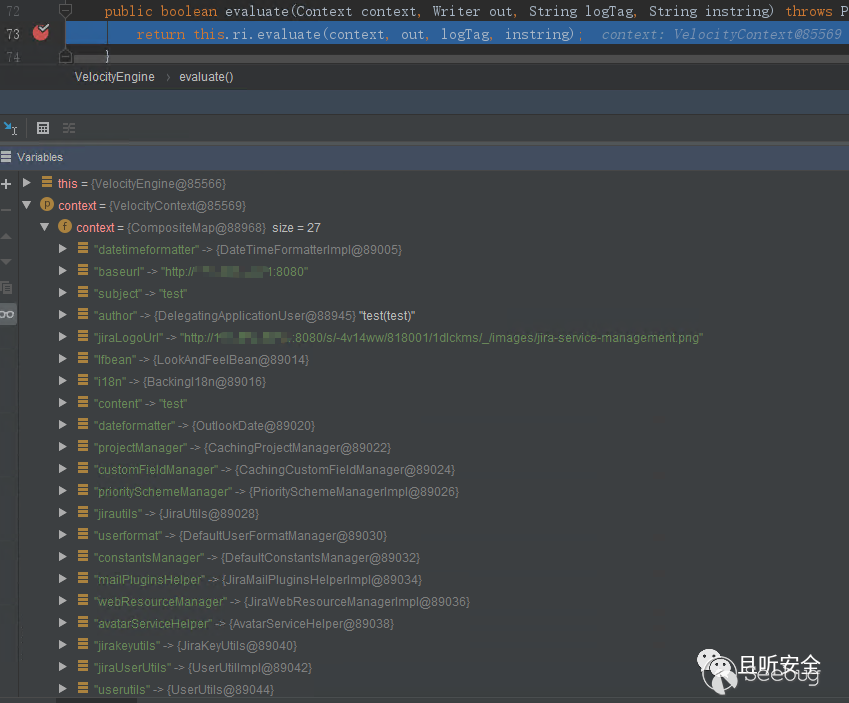 72 public boolean evaluate(Context context, Writer out, String logTag, String instring) throws P
73 return this.ri.evaluate(context, out, logTag, instring); context: VelocityContext@85569
74 }
VelocityEngine › evaluate()
Variables
this = {VelocityEngine@85566}
p context = {VelocityContext@85569}
f context = {CompositeMap@88968} size = 27
"datetimeformatter" -> {DateTimeFormatterImpl@89005}
"baseurl" -> "http://1:8080"
"subject" -> "test"
"author" -> {DelegatingApplicationUser@88945} "test(test)"
"jiraLogoUrl" -> "http://1:8080/s/-4v14ww/818001/1dlckms/_/images/jira-service-management.png"
"lfbean" -> {LookAndFeelBean@89014}
"i18n" -> {BackingI18n@89016}
"content" -> "test"
"dateformatter" -> {OutlookDate@89020}
"projectManager" -> {CachingProjectManager@89022}
"customFieldManager" -> {CachingCustomFieldManager@89024}
"prioritySchemeManager" -> {PrioritySchemeManagerImpl@89026}
"jirautils" -> {JiraUtils@89028}
"userformat" -> {DefaultUserFormatManager@89030}
"constantsManager" -> {DefaultConstantsManager@89032}
"mailPluginsHelper" -> {JiraMailPluginsHelperImpl@89034}
"webResourceManager" -> {JiraWebResourceManagerImpl@89036}
"avatarServiceHelper" -> {AvatarServiceHelper@89038}
"jirakeyutils" -> {JiraKeyUtils@89040}
"jiraUserUtils" -> {UserUtilImpl@89042}
"userutils" -> {UserUtils@89044}
且听安全
Seebug